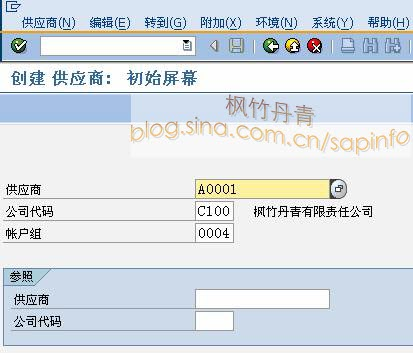 供应商(N) 编辑(E) 转到(G) 附加(X) 环境(N) 系统(Y) 帮助(H)
创建 供应商: 初始屏幕
枫竹丹青
blog.sina.com.cn/sapinfo
供应商 A0001
公司代码 C100 枫竹丹青有限责任公司
帐户组 0004
参照
供应商
公司代码